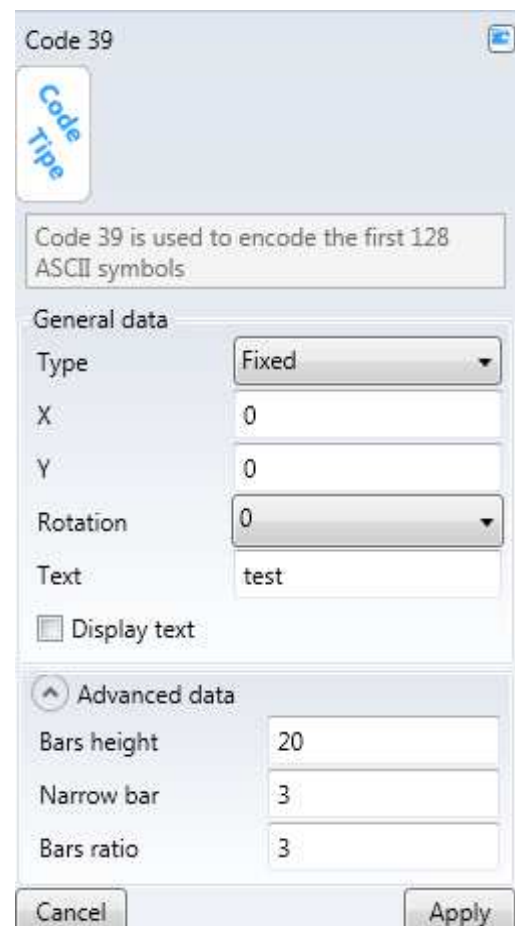 Code 39
Code
Tipe
Code 39 is used to encode the first 128
ASCII symbols
General data
Type Fixed
X 0
Y 0
Rotation 0
Text test
Display text
Advanced data
Bars height 20
Narrow bar 3
Bars ratio 3
Cancel Apply